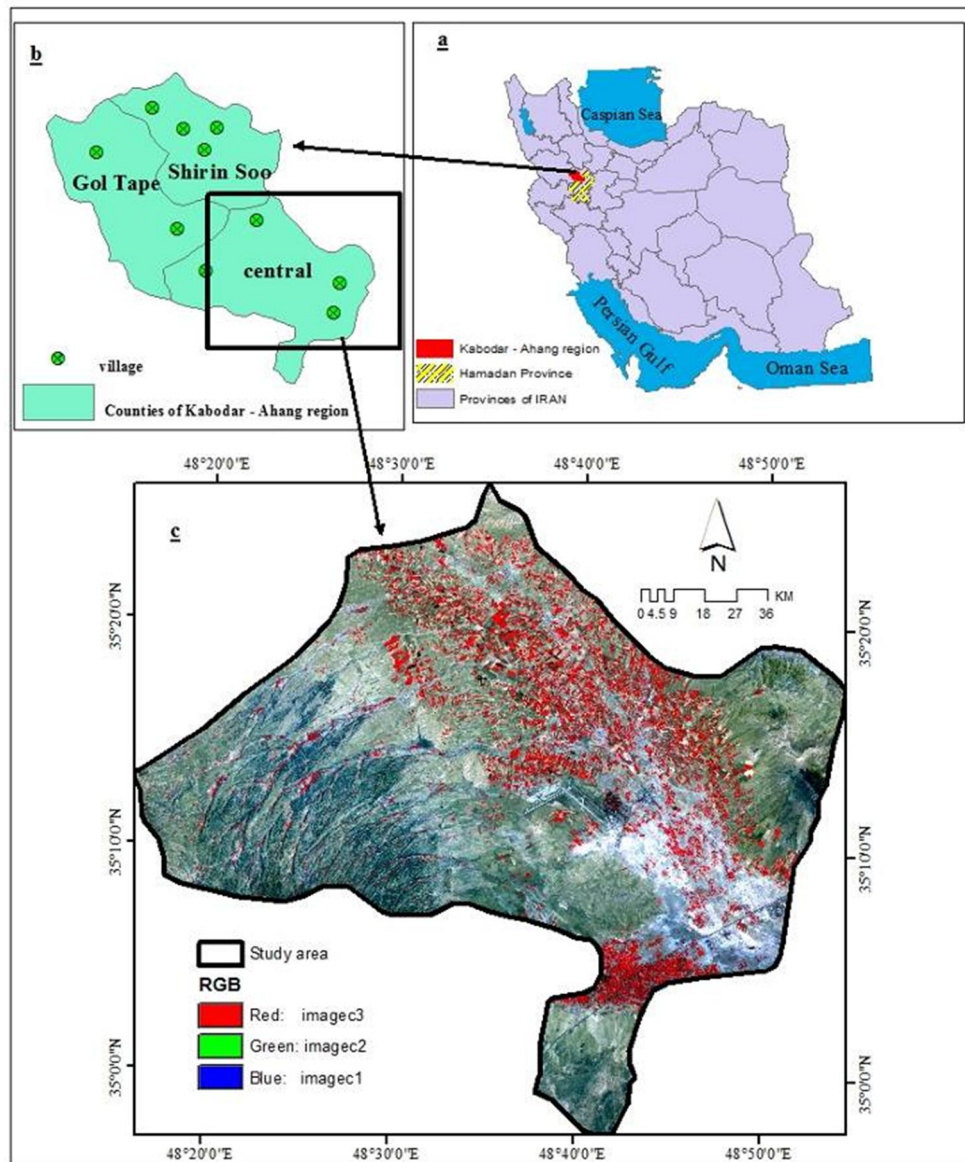 b
Gol Tape
Shirin Soo
central
village
Counties of Kabodar - Ahang region
a
Caspian Sea
Persian Gulf
Oman Sea
Kabodar - Ahang region
Hamadan Province
Provinces of IRAN
48°20'0"E 48°30'0"E 48°40'0"E 48°50'0"E
c
N
KM
0 4.5 9 18 27 36
35°20'0"N
35°20'0"N
35°10'0"N
35°10'0"N
35°0'0"N
35°0'0"N
Study area
RGB
Red: imagec3
Green: imagec2
Blue: imagec1
48°20'0"E 48°30'0"E 48°40'0"E 48°50'0"E